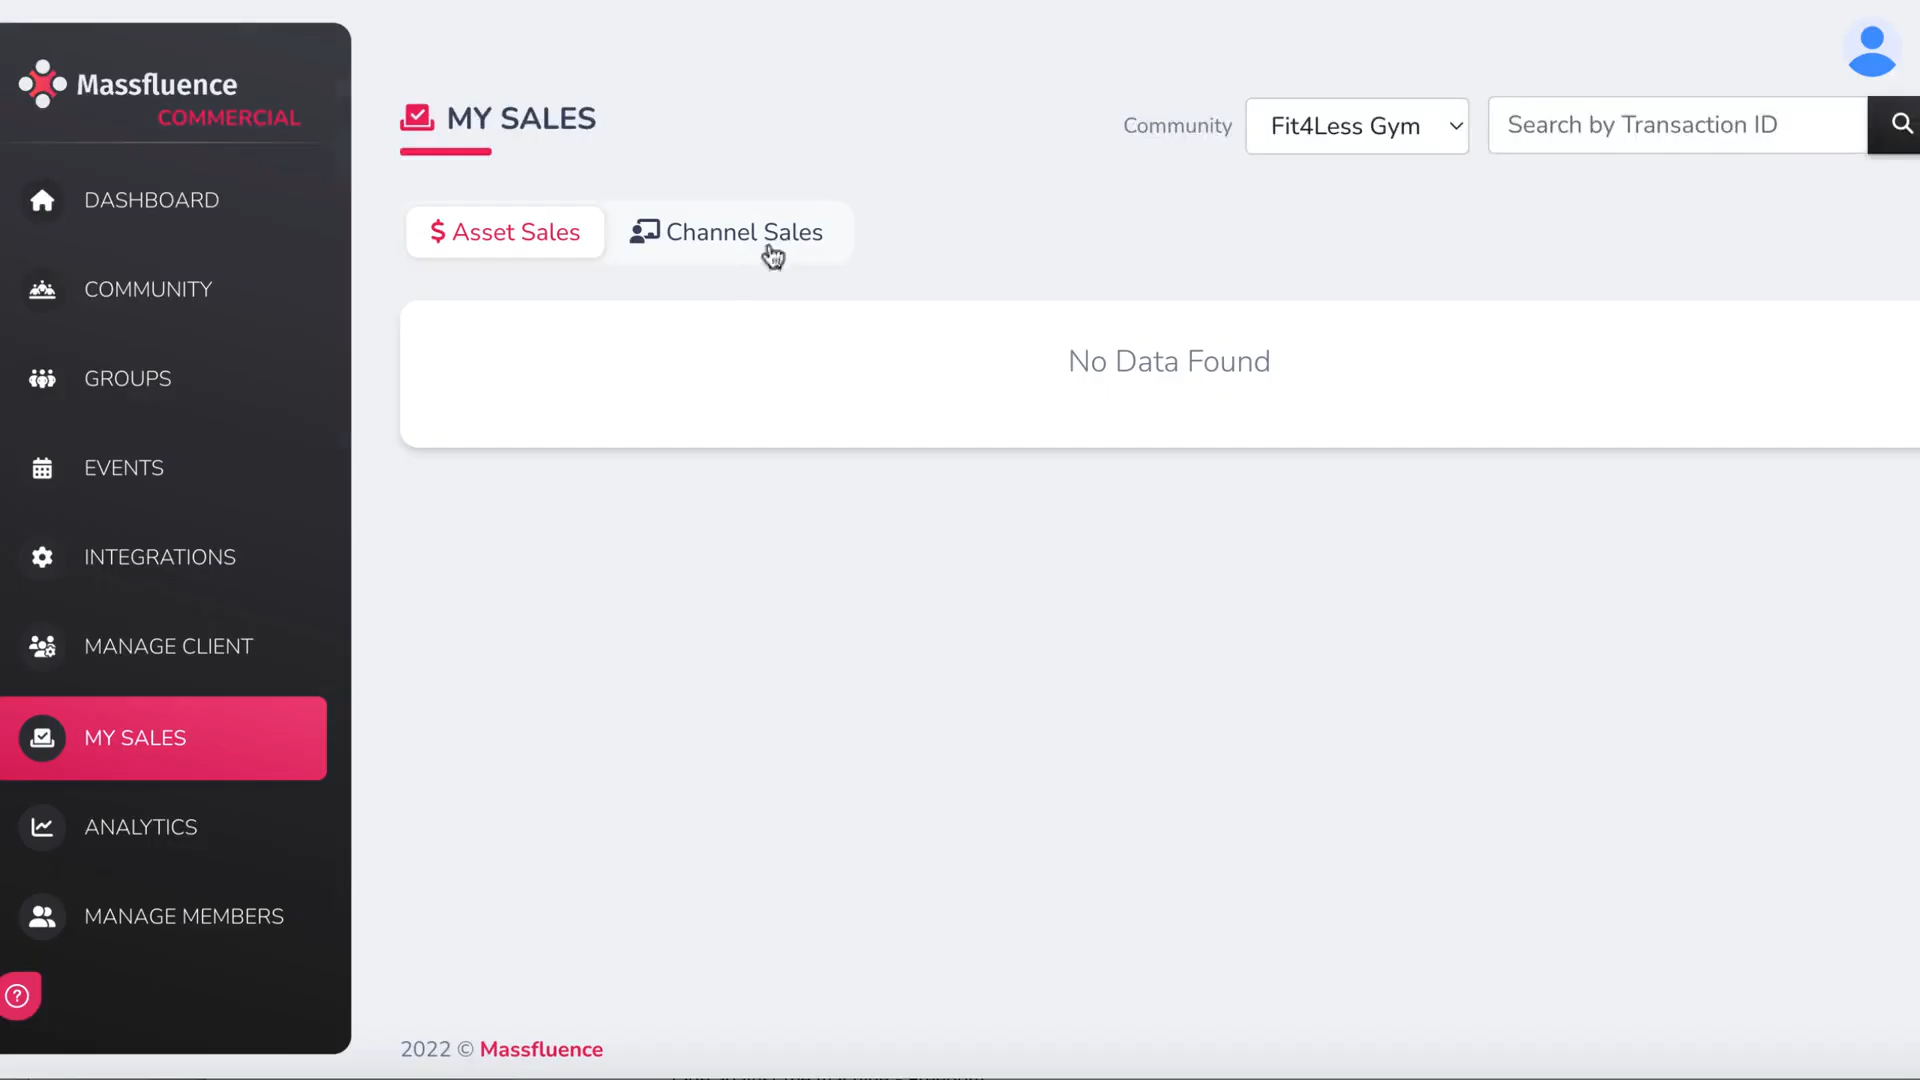 Massfluence
COMMERCIAL
DASHBOARD
COMMUNITY
GROUPS
EVENTS
INTEGRATIONS
MANAGE CLIENT
MY SALES
ANALYTICS
MANAGE MEMBERS
MY SALES
Community
Fit4Less Gym
Search by Transaction ID
$ Asset Sales
Channel Sales
No Data Found
2022 © Massfluence